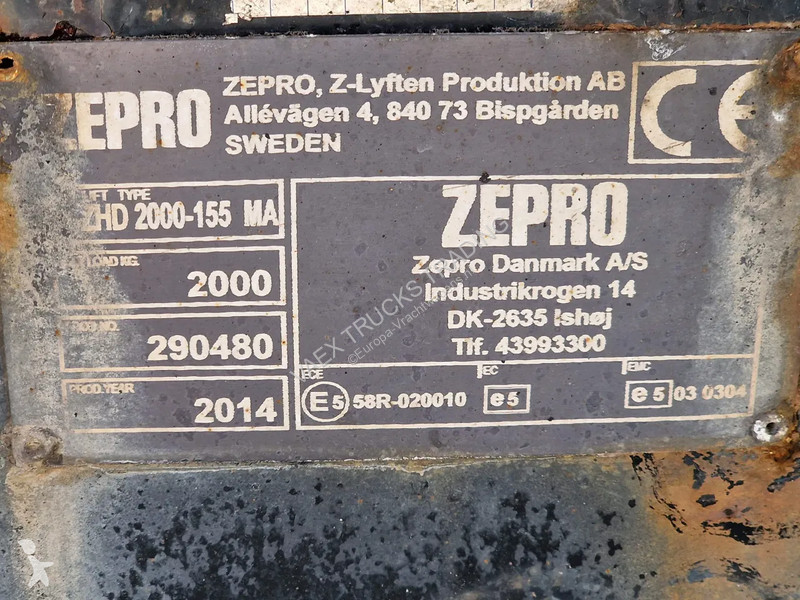 ZEPRO
ZEPRO, Z-Lyften Produktion AB
Allévägen 4, 840 73 Bispgården
SWEDEN
CE
LIFT TYPE
ZHD 2000-155 MA
LOAD KG.
2000
290480
PROD.YEAR
2014
ZEPRO
Zepro Danmark A/S
Industrikrogen 14
DK-2635 Ishøj
Tlf. 43993300
ECE
E5 58R-020010
EC
e5
EMC
e5 03 0304